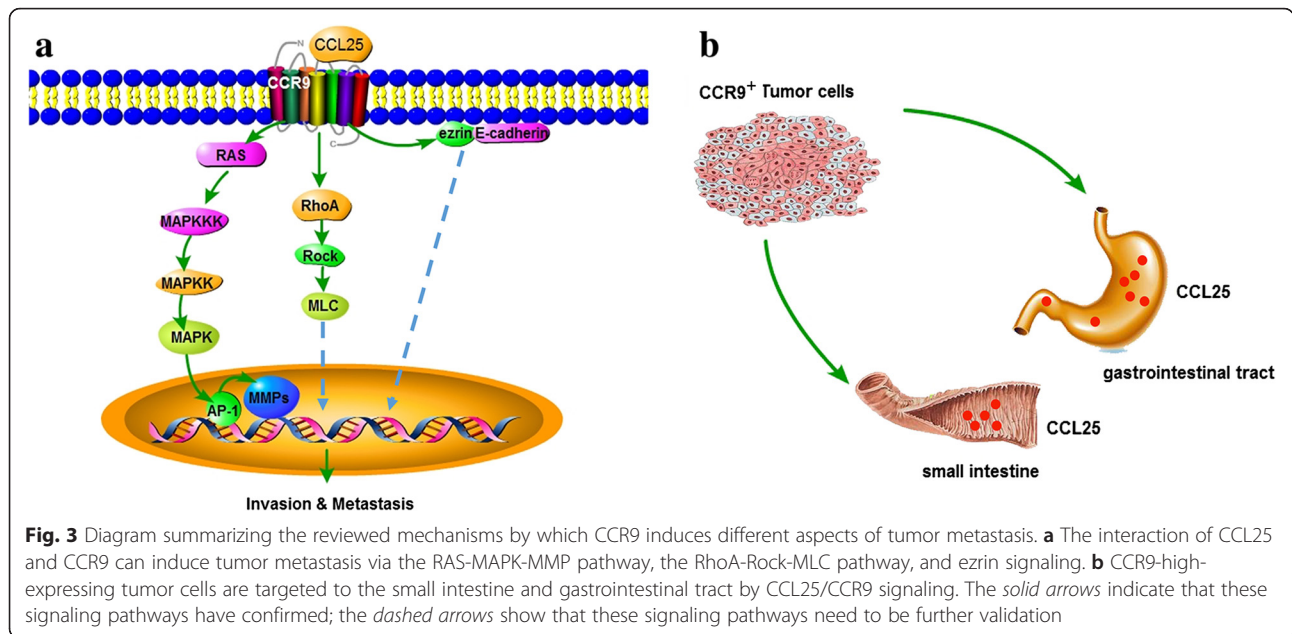 a
N
CCL25
CCR9
C
ezrin E-cadherin
RAS
MAPKKK
MAPKK
MAPK
RhoA
Rock
MLC
AP-1
MMPs
Invasion & Metastasis
b
CCR9+ Tumor cells
CCL25
gastrointestinal tract
CCL25
small intestine
Fig. 3 Diagram summarizing the reviewed mechanisms by which CCR9 induces different aspects of tumor metastasis. a The interaction of CCL25
and CCR9 can induce tumor metastasis via the RAS-MAPK-MMP pathway, the RhoA-Rock-MLC pathway, and ezrin signaling. b CCR9-high-
expressing tumor cells are targeted to the small intestine and gastrointestinal tract by CCL25/CCR9 signaling. The solid arrows indicate that these
signaling pathways have confirmed; the dashed arrows show that these signaling pathways need to be further validation